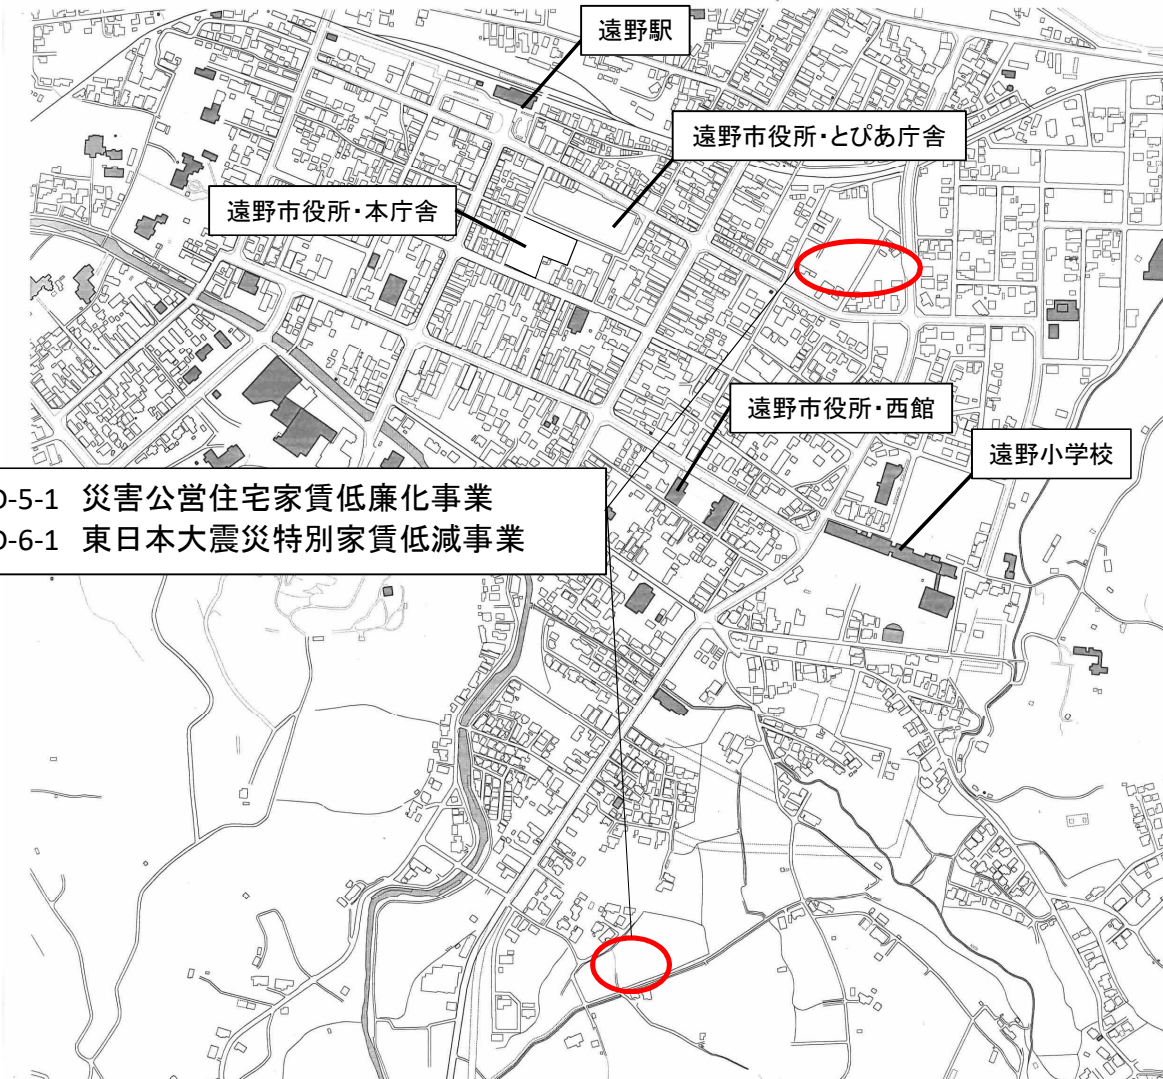 遠野駅
遠野市役所・とぴあ庁舎
遠野市役所・本庁舎
遠野市役所・西館
遠野小学校
D-5-1 災害公営住宅家賃低廉化事業
D-6-1 東日本大震災特別家賃低減事業